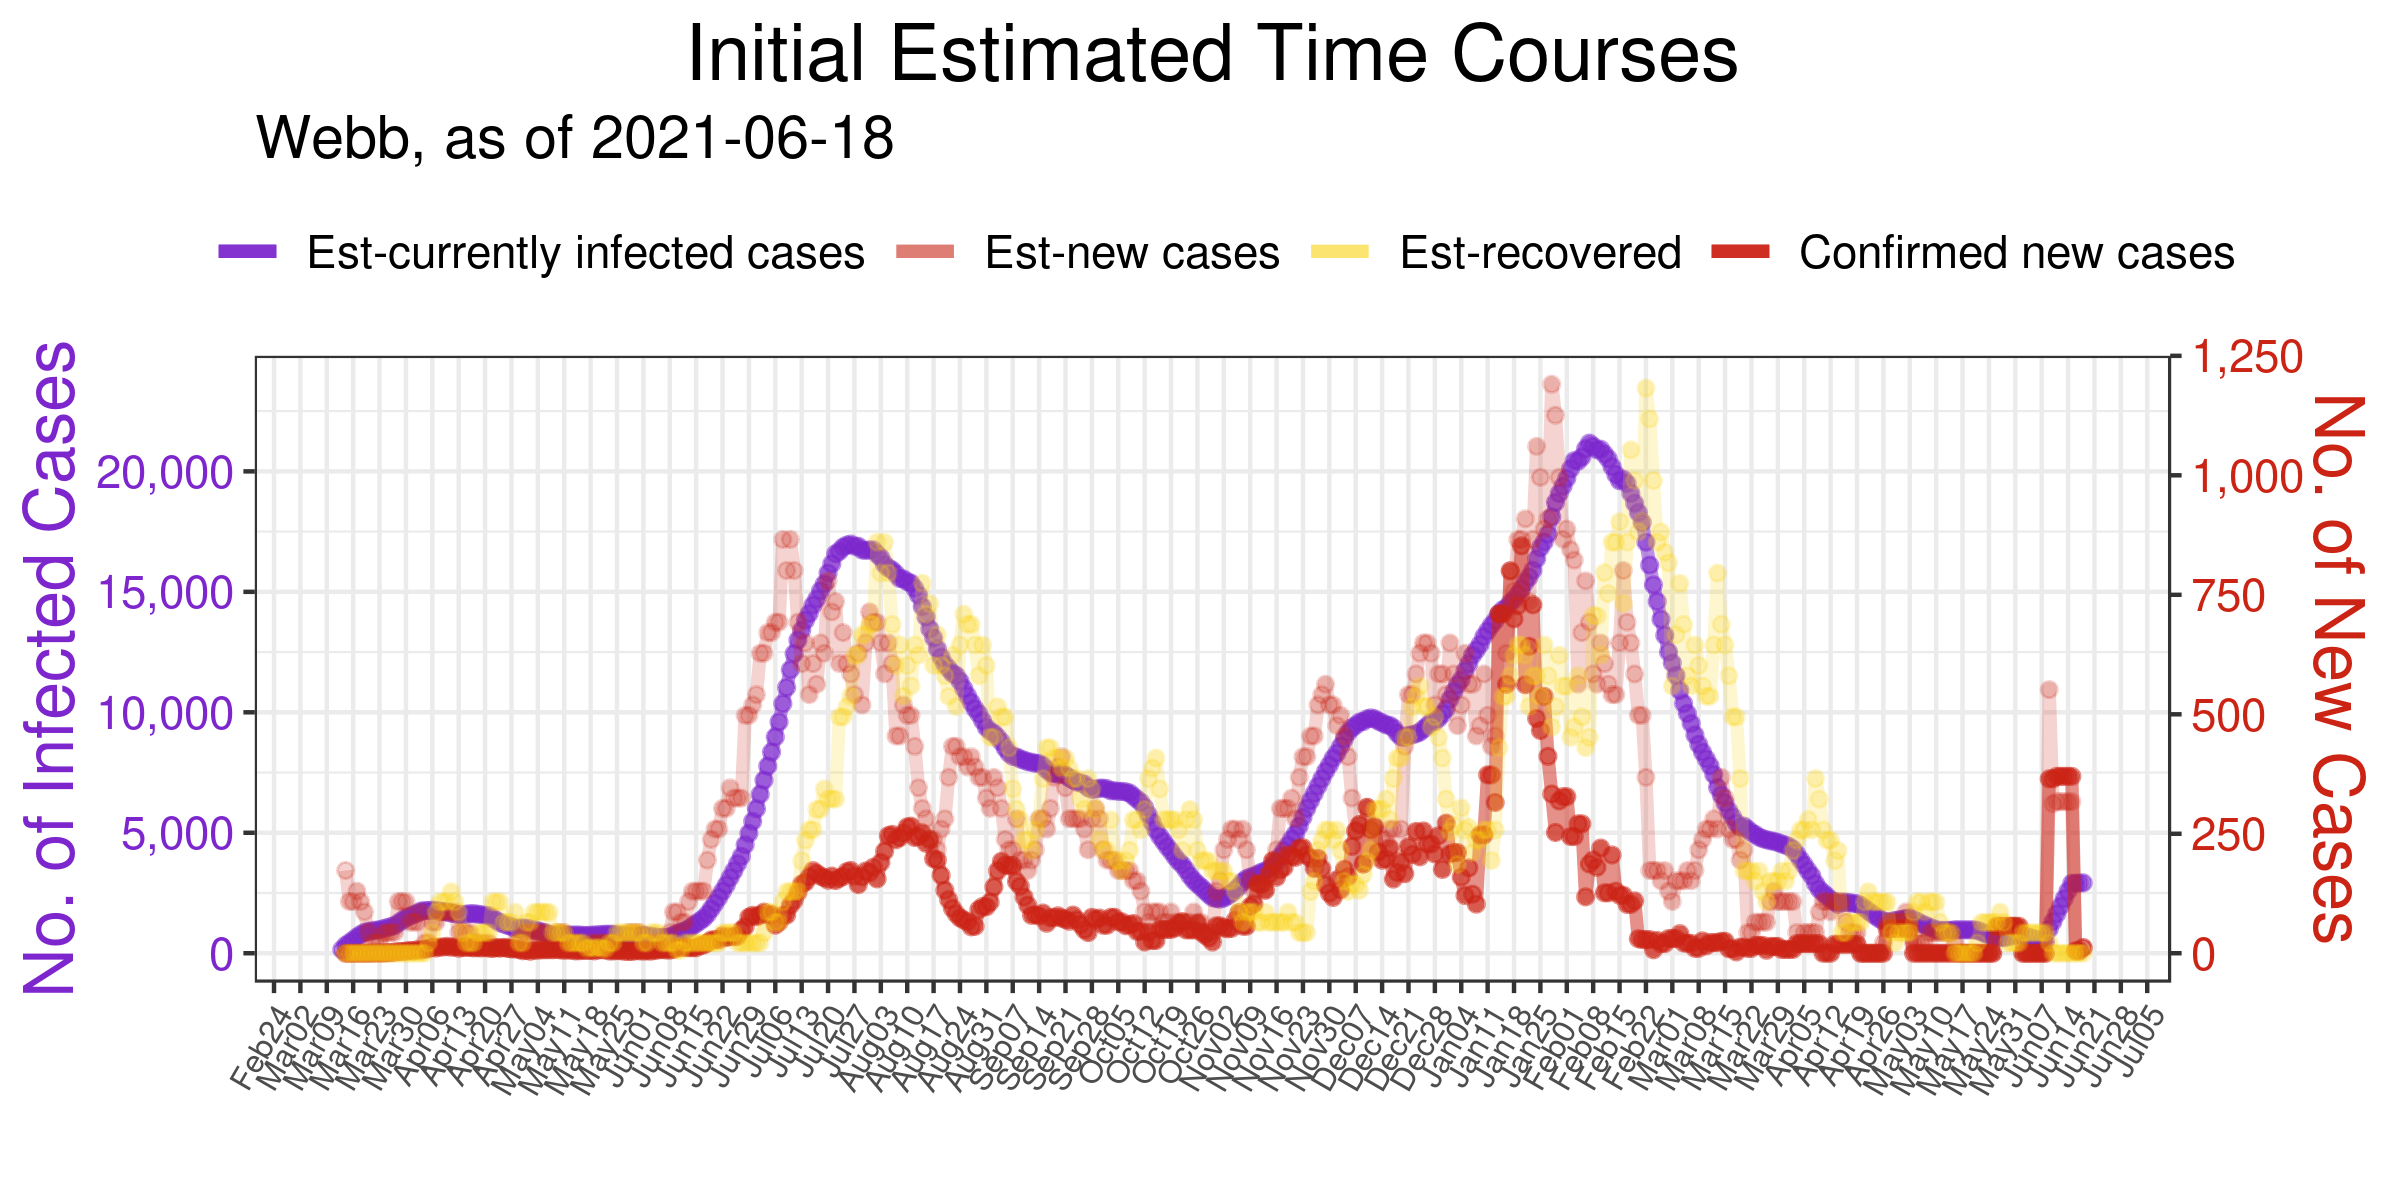 Initial Estimated Time Courses
Webb, as of 2021-06-18
Est-currently infected cases Est-new cases Est-recovered Confirmed new cases
No. of Infected Cases
20,000
15,000
10,000
5,000
0
1,250
1,000
750
500
250
0
No. of New Cases
Feb24 Mar02 Mar09 Mar16 Mar23 Mar30 Apr06 Apr13 Apr20 Apr27 May04 May11 May18 May25 Jun01 Jun08 Jun15 Jun22 Jun29 Jul06 Jul13 Jul20 Jul27 Aug03 Aug10 Aug17 Aug24 Aug31 Sep07 Sep14 Sep21 Sep28 Oct05 Oct12 Oct19 Oct26 Nov02 Nov09 Nov16 Nov23 Nov30 Dec07 Dec14 Dec21 Dec28 Jan04 Jan11 Jan18 Jan25 Feb01 Feb08 Feb15 Feb22 Mar01 Mar08 Mar15 Mar22 Mar29 Apr05 Apr12 Apr19 Apr26 May03 May10 May17 May24 May31 Jun07 Jun14 Jun21 Jun28 Jul05